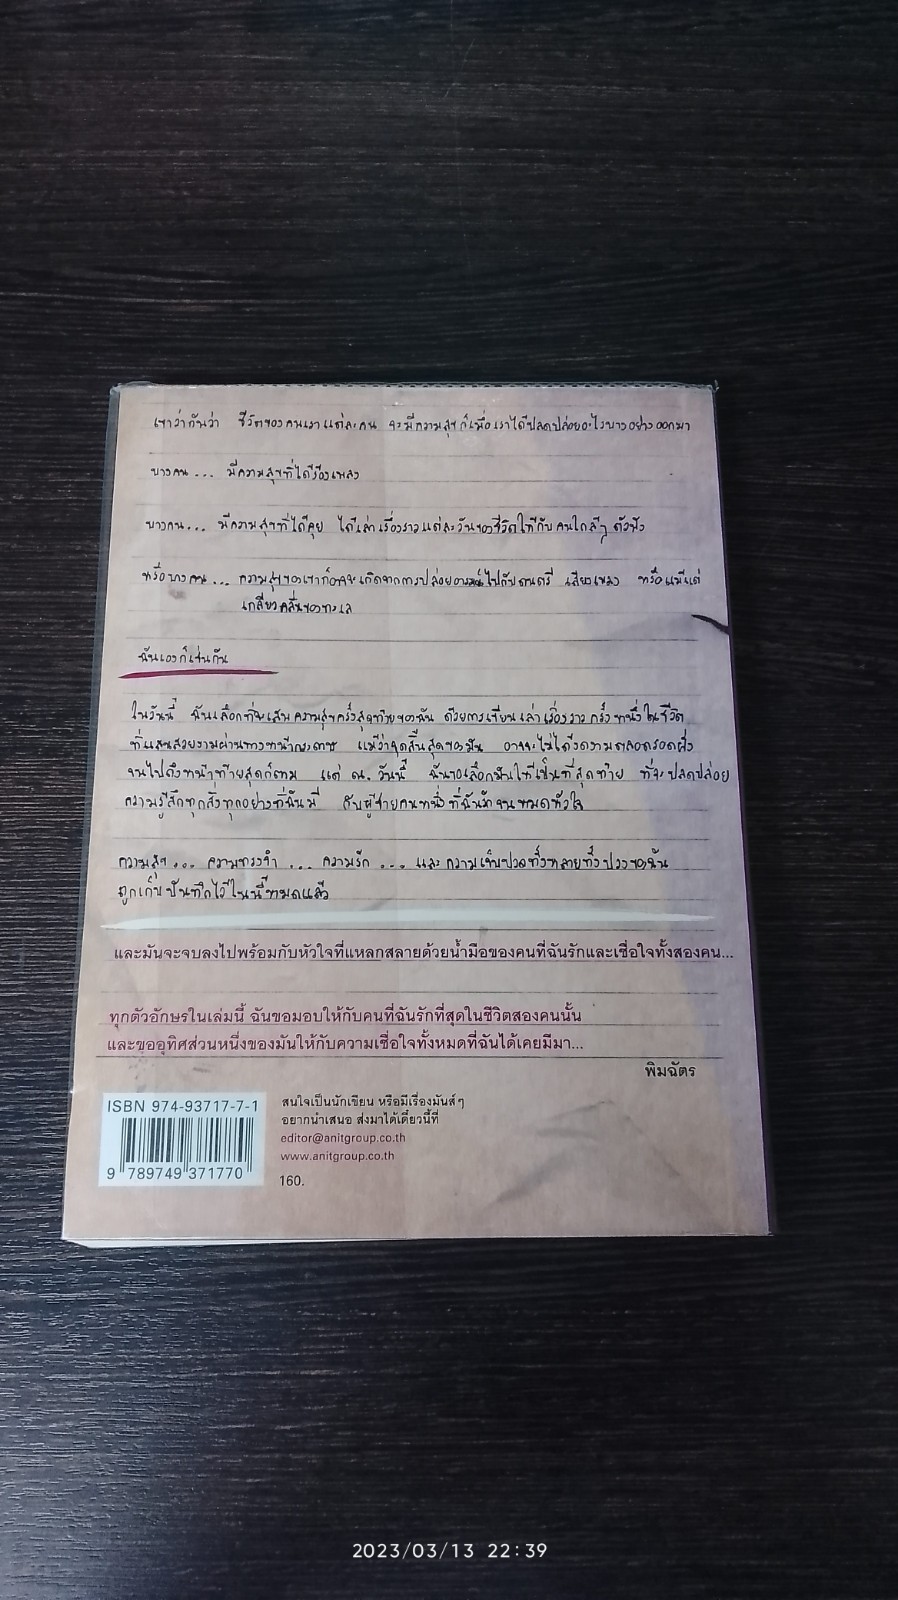 เขาว่ากันว่า ชีวิตของคนเราแต่ละคน จะมีความสุขก็เมื่อเราได้ปลดปล่อยอะไรบางอย่างออกมา
บางคน... มีความสุขที่ได้ร้องเพลง
บางคน... มีความสุขที่ได้คุย ได้เล่าเรื่องราวแต่ละวันของชีวิตให้กับคนใกล้ๆ ตัวฟัง
หรือบางคน... ความสุขของเขาก็อาจจะเกิดจากการปล่อยอารมณ์ไปกับดนตรี เสียงเพลง หรือแม้แต่
เกลียวคลื่นของทะเล
ฉันเองก็เช่นกัน
ในวันนี้ ฉันเลือกที่จะเสพความสุขครั้งสุดท้ายของฉัน ด้วยการเขียนเล่าเรื่องราวครั้งหนึ่งในชีวิต
ที่แสนสวยงามผ่านทางหน้ากระดาษ แม้ว่าจุดสิ้นสุดของมัน อาจจะไม่ได้งดงามตลอดรอดฝั่ง
จนไปถึงหน้าท้ายสุดก็ตาม แต่ ณ. วันนี้ ฉันขอเลือกมันให้เป็นที่สุดท้าย ที่จะปลดปล่อย
ความรู้สึกทุกสิ่งทุกอย่างที่ฉันมี กับผู้ชายคนหนึ่งที่ฉันรักจนหมดหัวใจ
ความสุข... ความทรงจำ ... ความรัก ... และความเจ็บปวดทั้งหลายทั้งปวงของฉัน
ถูกเก็บบันทึกไว้ในนี้หมดแล้ว
และมันจะจบลงไปพร้อมกับหัวใจที่แหลกสลายด้วยน้ำมือของคนที่ฉันรักและเชื่อใจทั้งสองคน...
ทุกตัวอักษรในเล่มนี้ ฉันขอมอบให้กับคนที่ฉันรักที่สุดในชีวิตสองคนนั้น
และขออุทิศส่วนหนึ่งของมันให้กับความเชื่อใจทั้งหมดที่ฉันได้เคยมีมา...
พิมฉัตร
ISBN 974-93717-7-1
9 789749 371770
สนใจเป็นนักเขียน หรือมีเรื่องมันส์ๆ
อยากนำเสนอ ส่งมาได้เดี๋ยวนี้ที่
editor@anitgroup.co.th
www.anitgroup.co.th
160.
2023/03/13 22:39